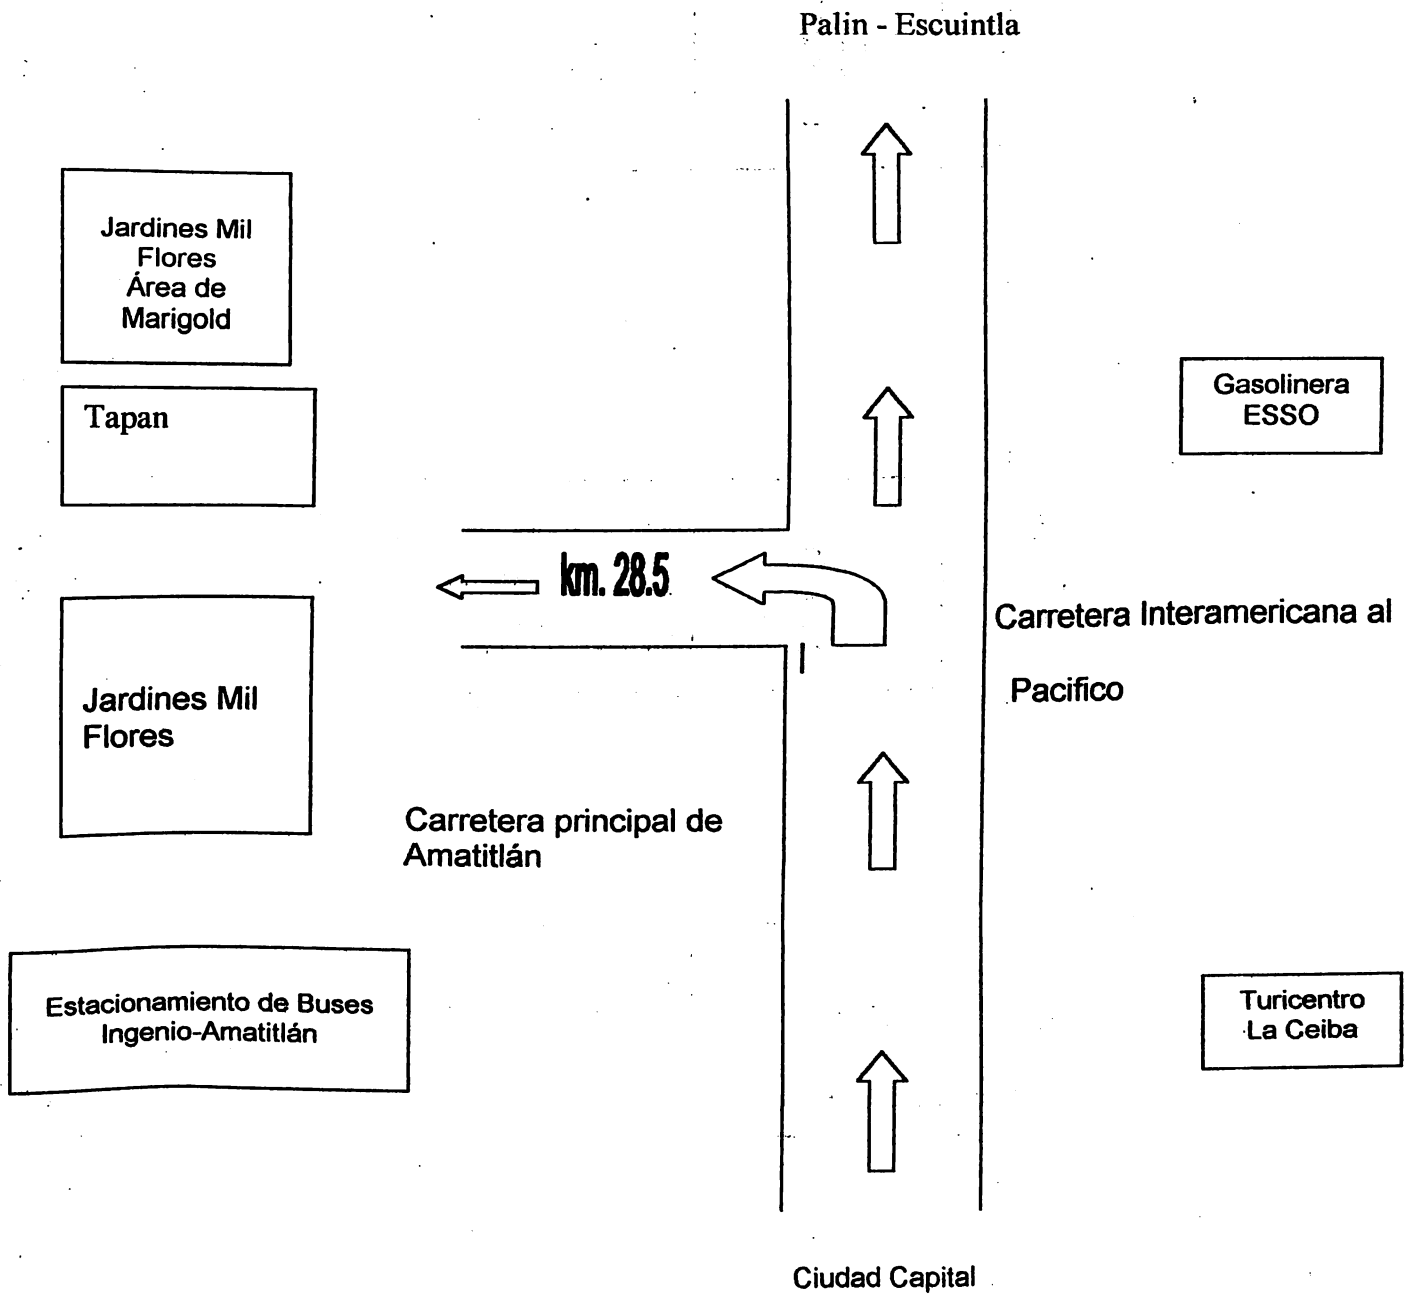 Palin - Escuintla
Jardines Mil
Flores
Área de
Marigold
Tapan
Gasolinera
ESSO
km. 28.5
Carretera Interamericana al
Pacifico
Jardines Mil
Flores
Carretera principal de
Amatitlán
Estacionamiento de Buses
Ingenio-Amatitlán
Turicentro
La Ceiba
Ciudad Capital